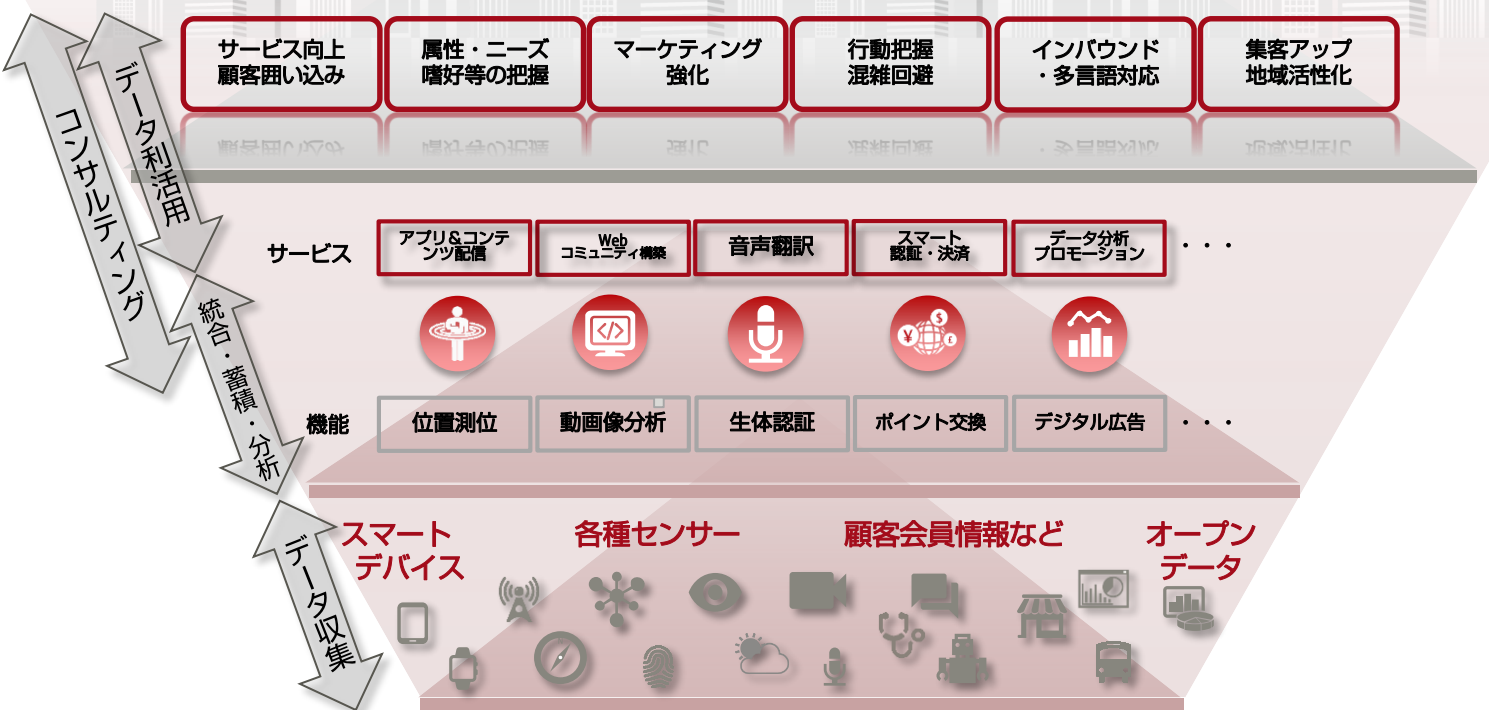 サービス向上
顧客囲い込み
属性・ニーズ
嗜好等の把握
マーケティング
強化
行動把握
混雑回避
インバウンド
・多言語対応
集客アップ
地域活性化
コンサルティング
データ利活用
サービス
アプリ＆コンテ
ンツ配信
Web
コミュニティ構築
音声翻訳
スマート
認証・決済
データ分析
プロモーション
・・・
</>
¥
$
£
統合・蓄積・分析
機能
位置測位
動画像分析
生体認証
ポイント交換
デジタル広告
・・・
データ収集
スマート
デバイス
各種センサー
顧客会員情報など
オープン
データ